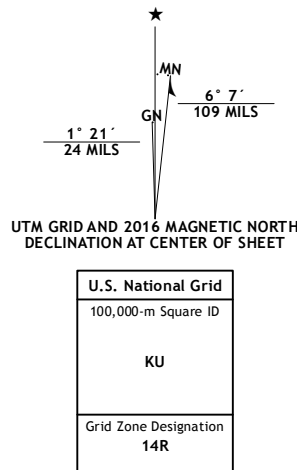 ★
MN
GN
6° 7´
109 MILS
1° 21´
24 MILS
UTM GRID AND 2016 MAGNETIC NORTH
DECLINATION AT CENTER OF SHEET
U.S. National Grid
100,000-m Square ID
KU
Grid Zone Designation
14R